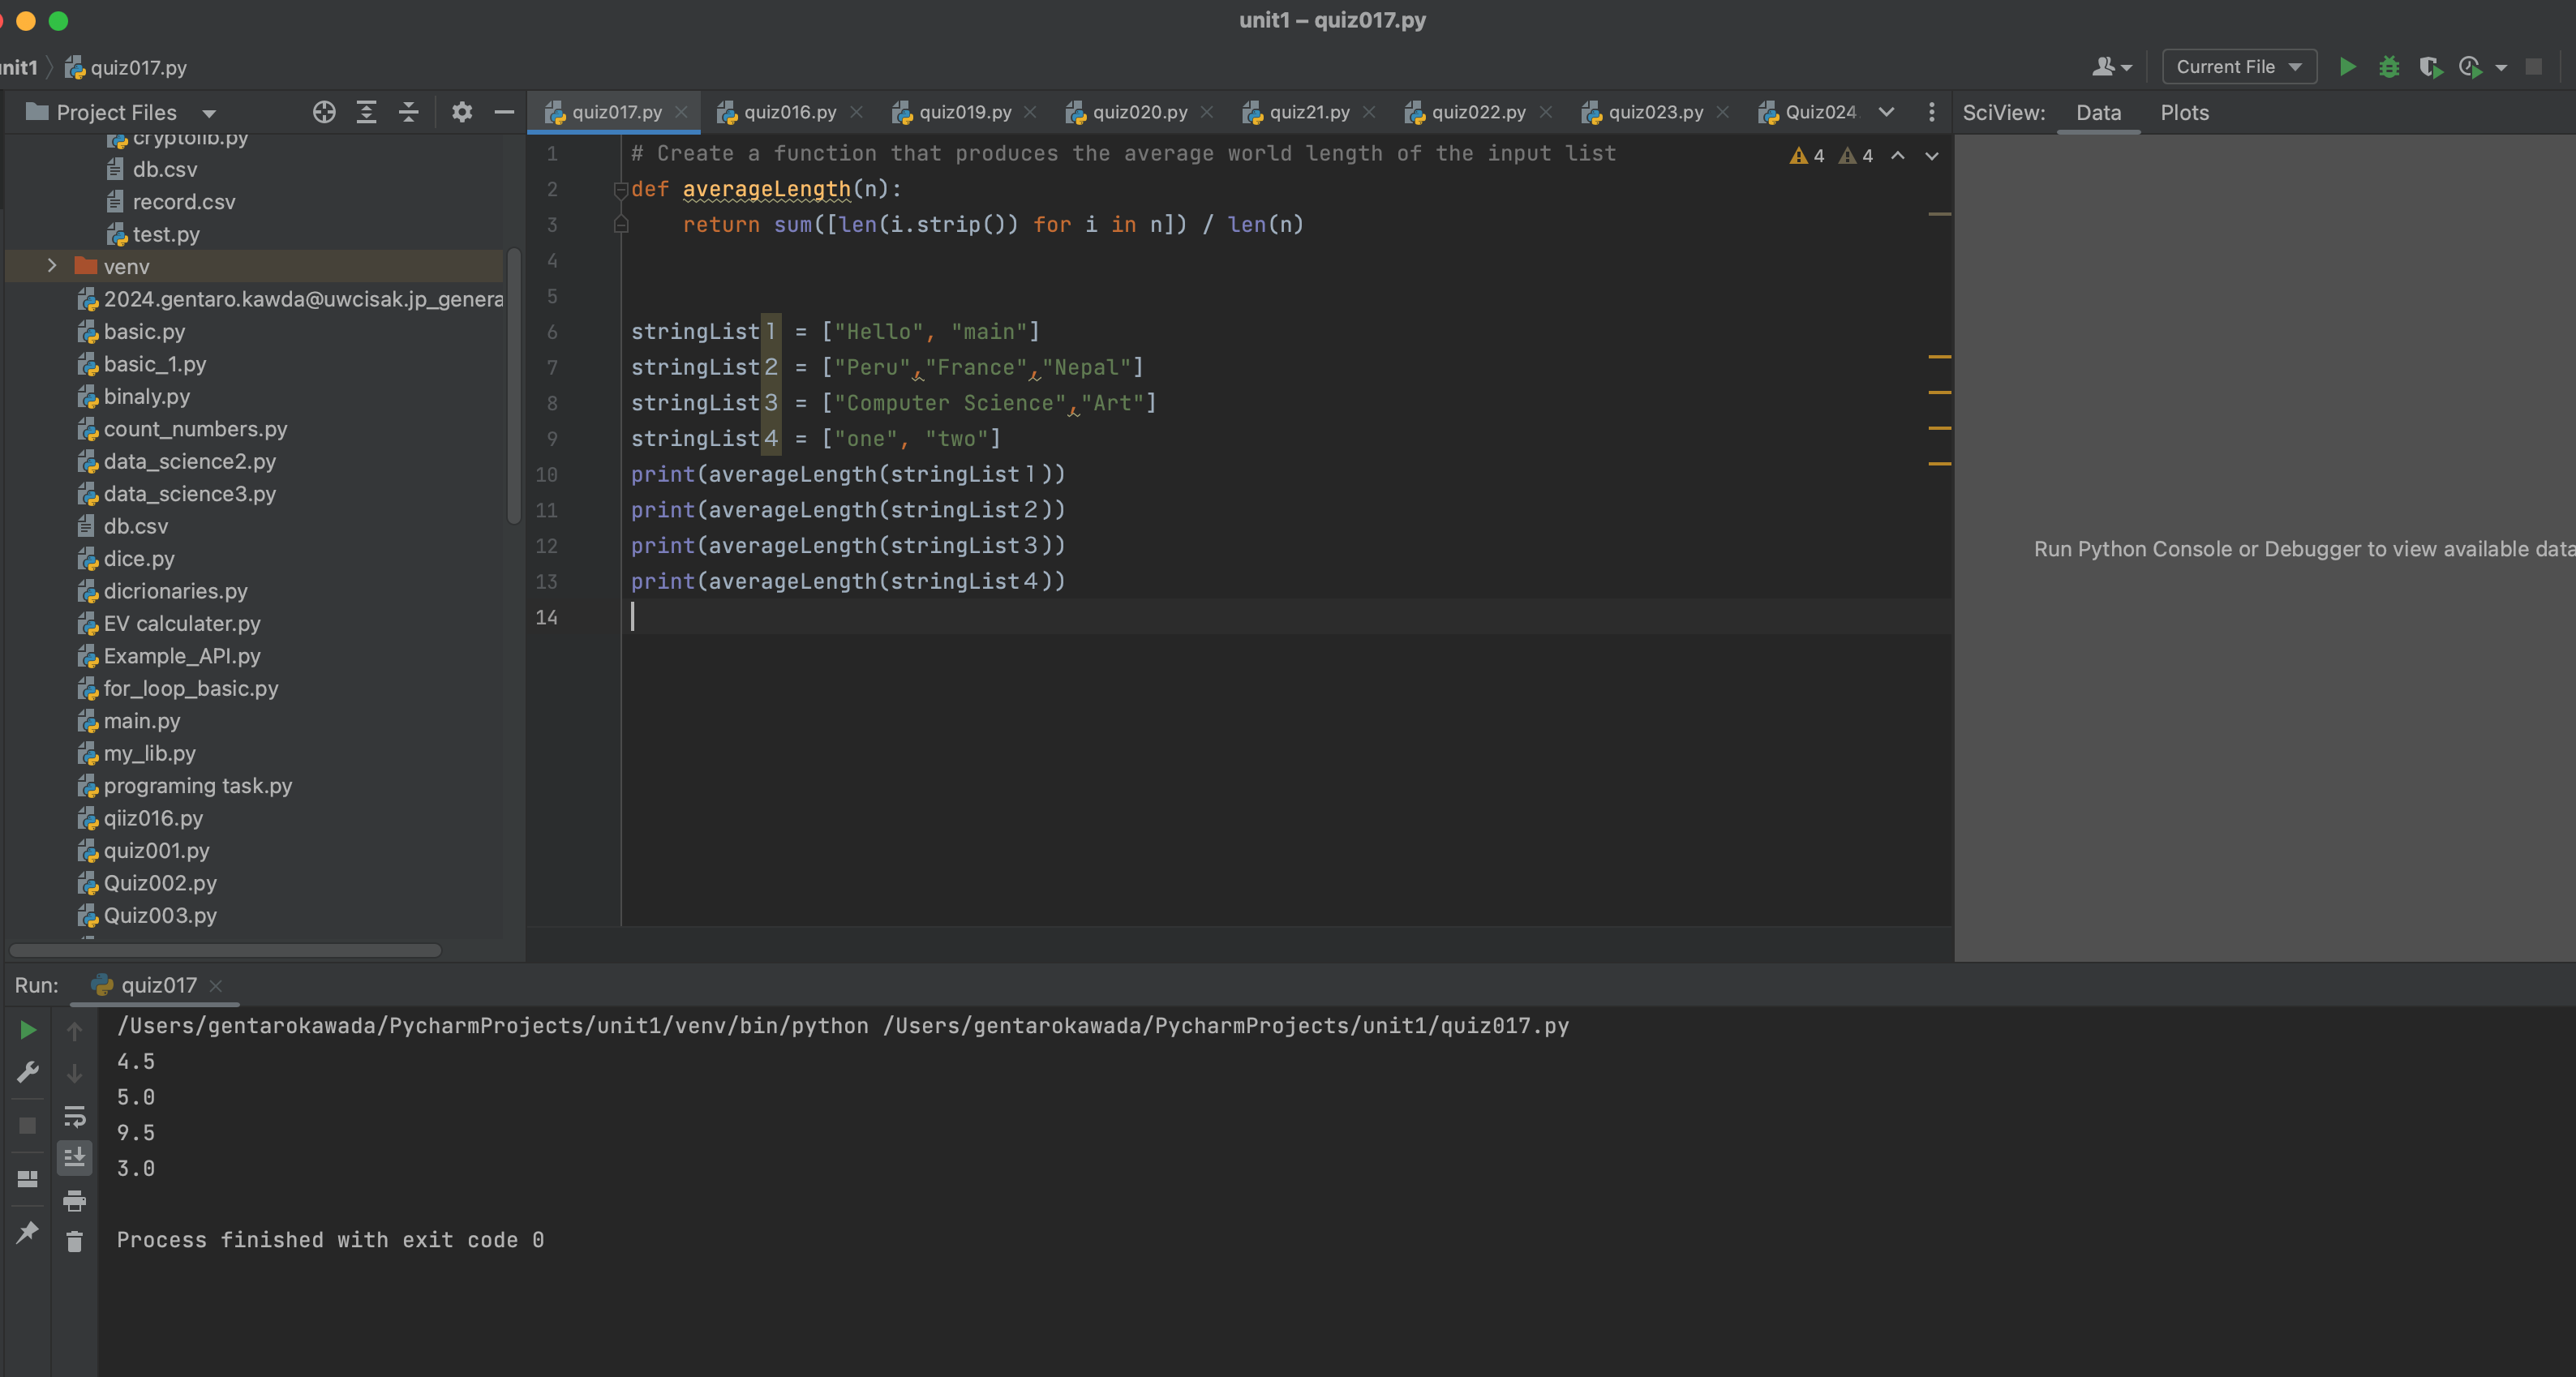 unit1 – quiz017.py
unit1 quiz017.py
Current File
Project Files
quiz017.py quiz016.py quiz019.py quiz020.py quiz21.py quiz022.py quiz023.py Quiz024
SciView: Data Plots
cryptolib.py
db.csv
record.csv
test.py
venv
2024.gentaro.kawda@uwcisak.jp_genera
basic.py
basic_1.py
binaly.py
count_numbers.py
data_science2.py
data_science3.py
db.csv
dice.py
dicrionaries.py
EV calculater.py
Example_API.py
for_loop_basic.py
main.py
my_lib.py
programing task.py
qiiz016.py
quiz001.py
Quiz002.py
Quiz003.py
1 # Create a function that produces the average world length of the input list
4 4
2 def averageLength(n):
3 return sum([len(i.strip()) for i in n]) / len(n)
4
5
6 stringList１ = ["Hello", "main"]
7 stringList２ = ["Peru","France","Nepal"]
8 stringList３ = ["Computer Science","Art"]
9 stringList４ = ["one", "two"]
10 print(averageLength(stringList１))
11 print(averageLength(stringList２))
12 print(averageLength(stringList３))
13 print(averageLength(stringList４))
14
Run Python Console or Debugger to view available data
Run: quiz017
/Users/gentarokawada/PycharmProjects/unit1/venv/bin/python /Users/gentarokawada/PycharmProjects/unit1/quiz017.py
4.5
5.0
9.5
3.0
Process finished with exit code 0